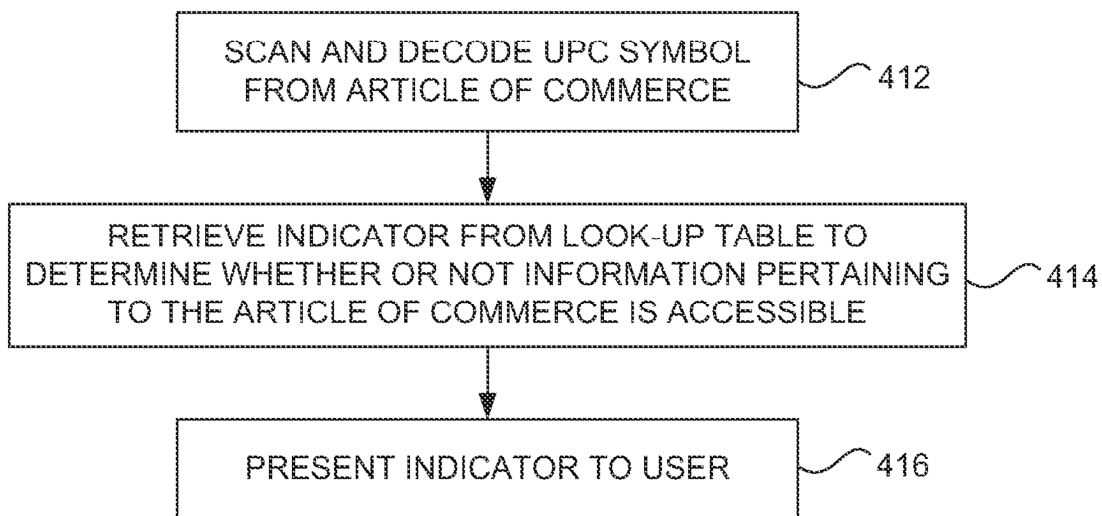 SCAN AND DECODE UPC SYMBOL
FROM ARTICLE OF COMMERCE
412
RETRIEVE INDICATOR FROM LOOK-UP TABLE TO
DETERMINE WHETHER OR NOT INFORMATION PERTAINING
TO THE ARTICLE OF COMMERCE IS ACCESSIBLE
414
PRESENT INDICATOR TO USER
416